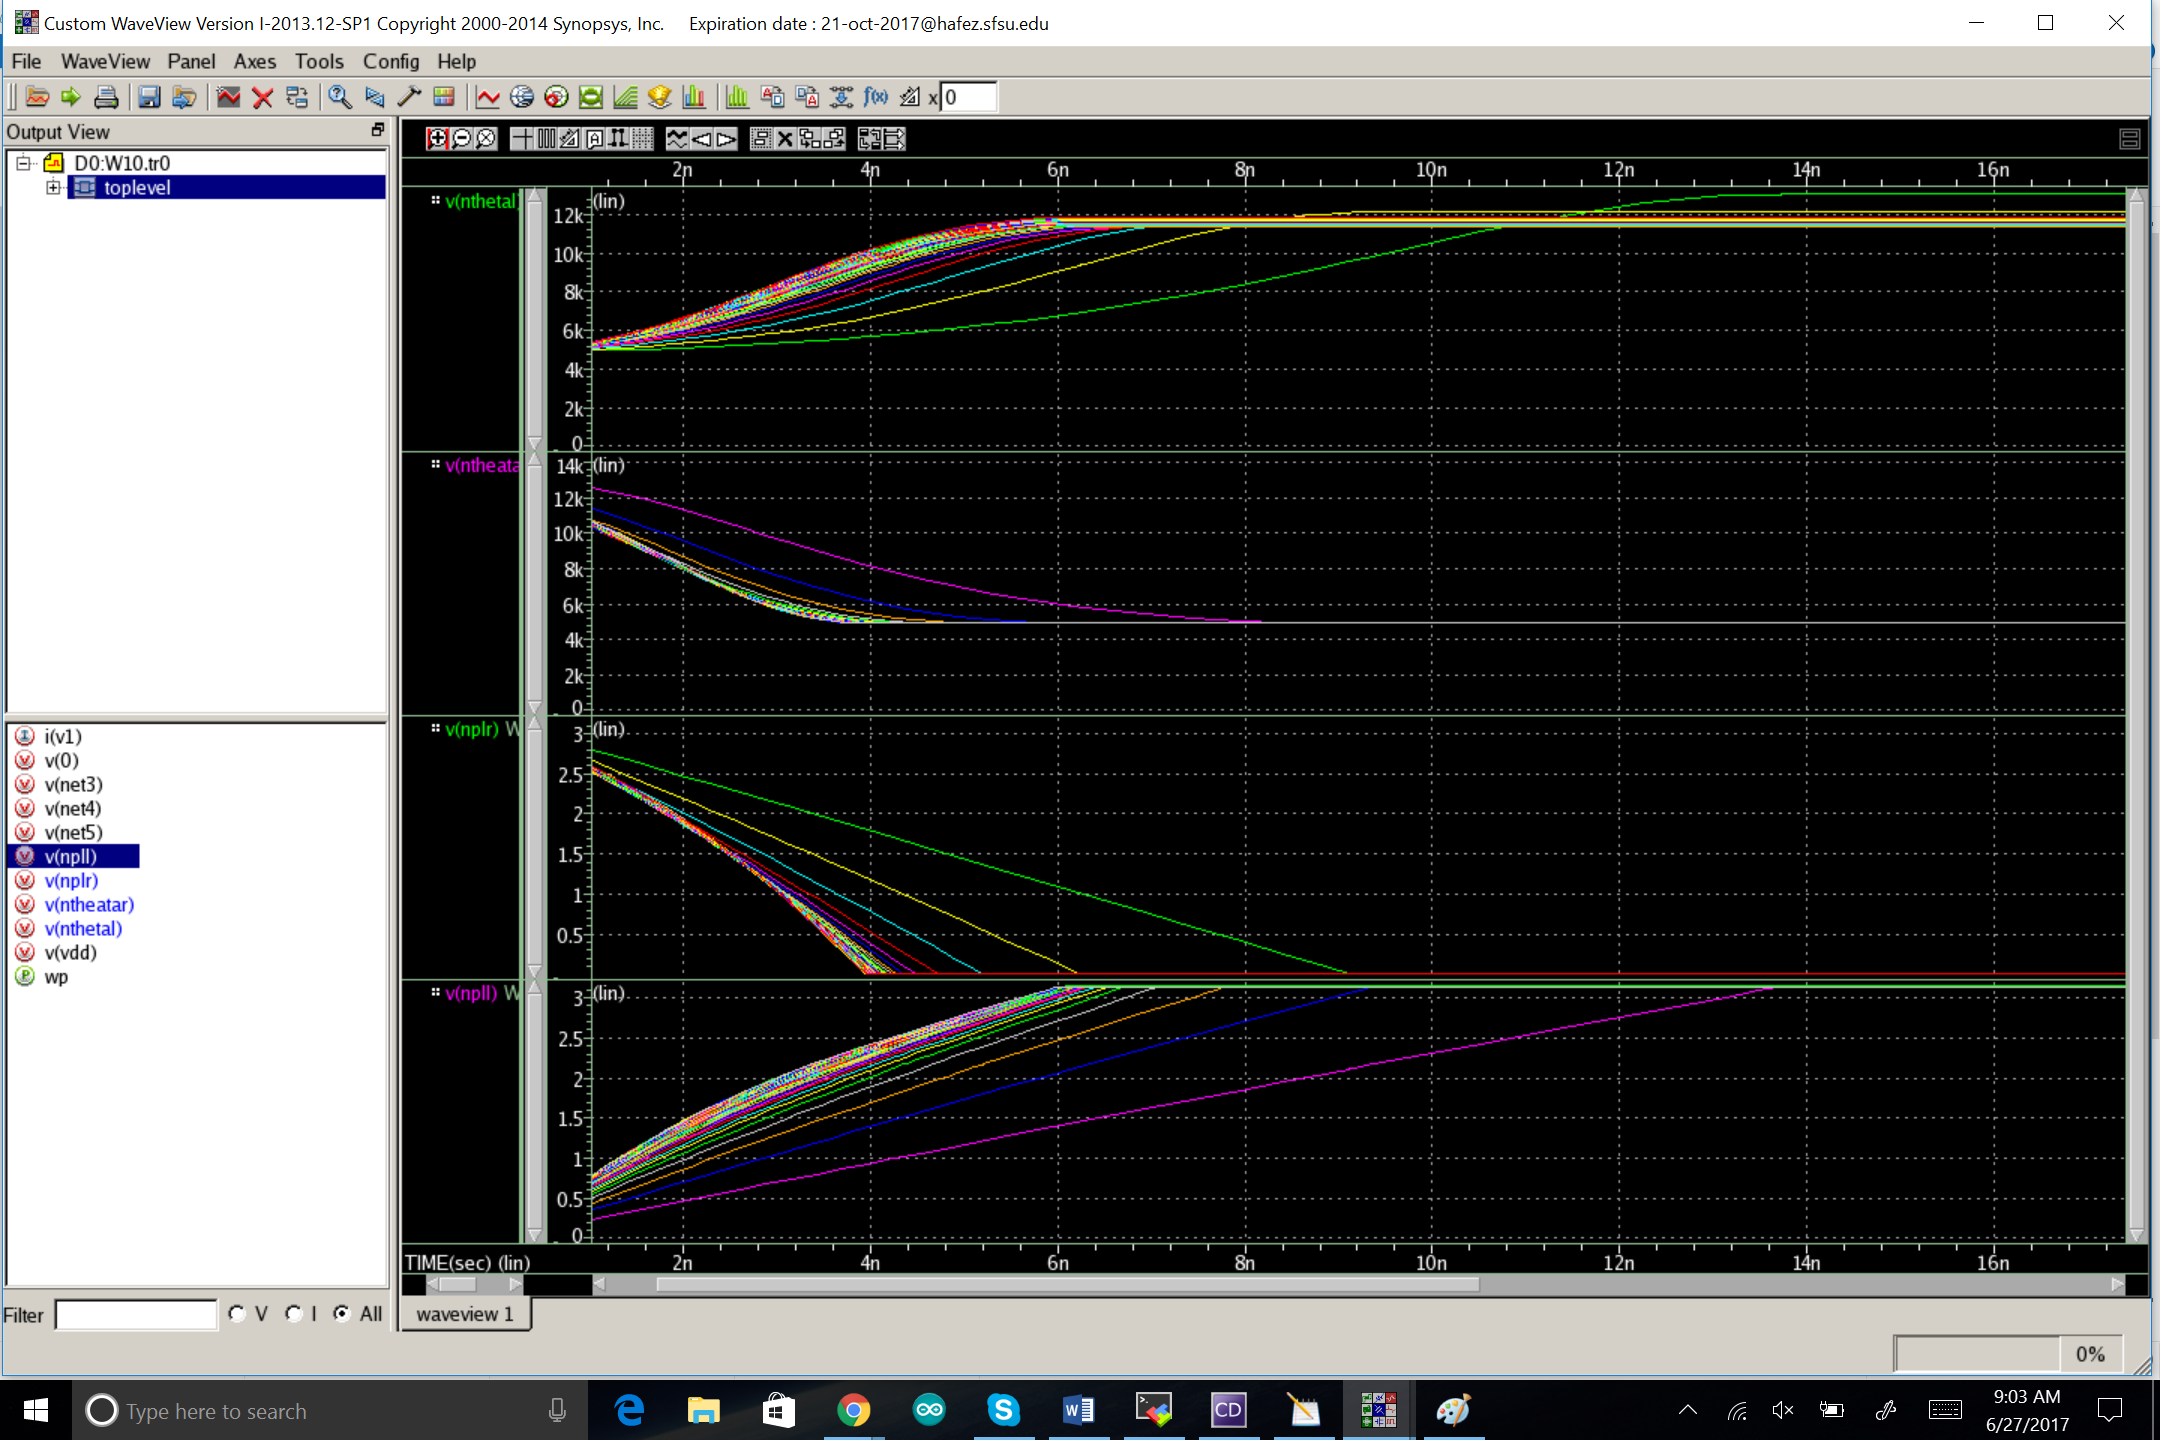 Custom WaveView Version I-2013.12-SP1 Copyright 2000-2014 Synopsys, Inc. Expiration date : 21-oct-2017@hafez.sfsu.edu
File WaveView Panel Axes Tools Config Help
x 0
Output View
D0:W10.tr0
toplevel
i(v1)
v(0)
v(net3)
v(net4)
v(net5)
v(npll)
v(nplr)
v(ntheatar)
v(nthetal)
v(vdd)
wp
Filter V I All
2n 4n 6n 8n 10n 12n 14n 16n
v(nthetal) (lin)
12k
10k
8k
6k
4k
2k
0
v(ntheata (lin)
14k
12k
10k
8k
6k
4k
2k
0
v(nplr) W (lin)
3
2.5
2
1.5
1
0.5
v(npll) W (lin)
3
2.5
2
1.5
1
0.5
0
TIME(sec) (lin) 2n 4n 6n 8n 10n 12n 14n 16n
waveview 1
0%
Type here to search
CD
9:03 AM
6/27/2017